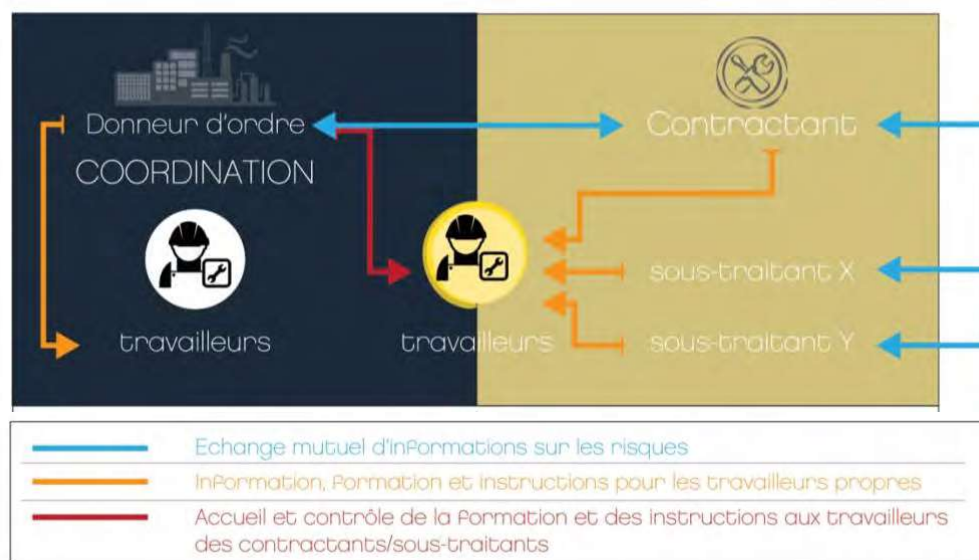 Donneur d'ordre
Contractant
COORDINATION
sous-traitant X
travailleurs
travailleurs
sous-traitant Y
Echange mutuel d'informations sur les risques
Information, Formation et instructions pour les travailleurs propres
Accueil et contrôle de la formation et des instructions aux travailleurs
des contractants/sous-traitants